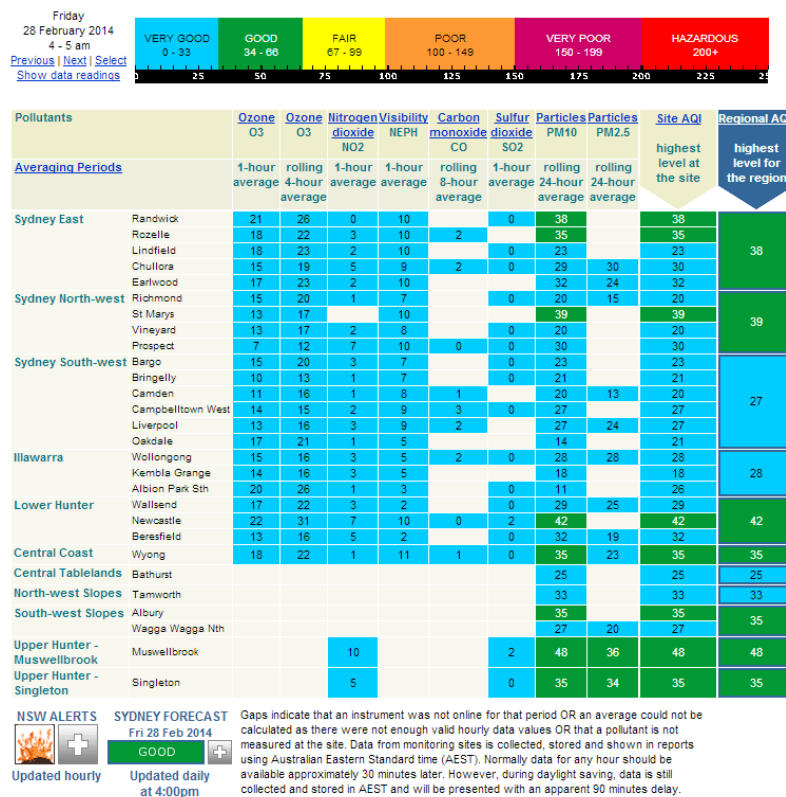 Friday
28 February 2014
4 - 5 am
Previous | Next | Select
Show data readings
VERY GOOD
0 - 33
GOOD
34 - 66
FAIR
67 - 99
POOR
100 - 149
VERY POOR
150 - 199
HAZARDOUS
200+
0 25 50 75 100 125 150 175 200 225 25
Pollutants Ozone O3 Ozone O3 Nitrogen dioxide NO2 Visibility NEPH Carbon monoxide CO Sulfur dioxide SO2 Particles PM10 Particles PM2.5 Site AQI highest level at the site Regional AQ highest level for the region
Averaging Periods 1-hour average rolling 4-hour average 1-hour average 1-hour average rolling 8-hour average 1-hour average rolling 24-hour average rolling 24-hour average
Sydney East Randwick 21 26 0 10 0 38 38 38
Rozelle 18 22 3 10 2 35 35
Lindfield 18 23 2 10 0 23 23
Chullora 15 19 5 9 2 0 29 30 30
Earlwood 17 23 2 10 32 24 32
Sydney North-west Richmond 15 20 1 7 0 20 15 20 39
St Marys 13 17 10 39 39
Vineyard 13 17 2 8 0 20 20
Prospect 7 12 7 10 0 0 30 30
Sydney South-west Bargo 15 20 3 7 0 23 23 27
Bringelly 10 13 1 7 0 21 21
Camden 11 16 1 8 1 20 13 20
Campbelltown West 14 15 2 9 3 0 27 27
Liverpool 13 16 3 9 2 27 24 27
Oakdale 17 21 1 5 14 21
Illawarra Wollongong 15 16 3 5 2 0 28 28 28 28
Kembla Grange 14 16 3 5 18 18
Albion Park Sth 20 26 1 3 0 11 26
Lower Hunter Wallsend 17 22 3 2 0 29 25 29 42
Newcastle 22 31 7 10 0 2 42 42
Beresfield 13 16 5 2 0 32 19 32
Central Coast Wyong 18 22 1 11 1 0 35 23 35 35
Central Tablelands Bathurst 25 25 25
North-west Slopes Tamworth 33 33 33
South-west Slopes Albury 35 35 35
Wagga Wagga Nth 27 20 27
Upper Hunter - Muswellbrook Muswellbrook 10 2 48 36 48 48
Upper Hunter - Singleton Singleton 5 0 35 34 35 35
NSW ALERTS
Updated hourly
SYDNEY FORECAST
Fri 28 Feb 2014
GOOD
Updated daily
at 4:00pm
Gaps indicate that an instrument was not online for that period OR an average could not be
calculated as there were not enough valid hourly data values OR that a pollutant is not
measured at the site. Data from monitoring sites is collected, stored and shown in reports
using Australian Eastern Standard time (AEST). Normally data for any hour should be
available approximately 30 minutes later. However, during daylight saving, data is still
collected and stored in AEST and will be presented with an apparent 90 minutes delay.